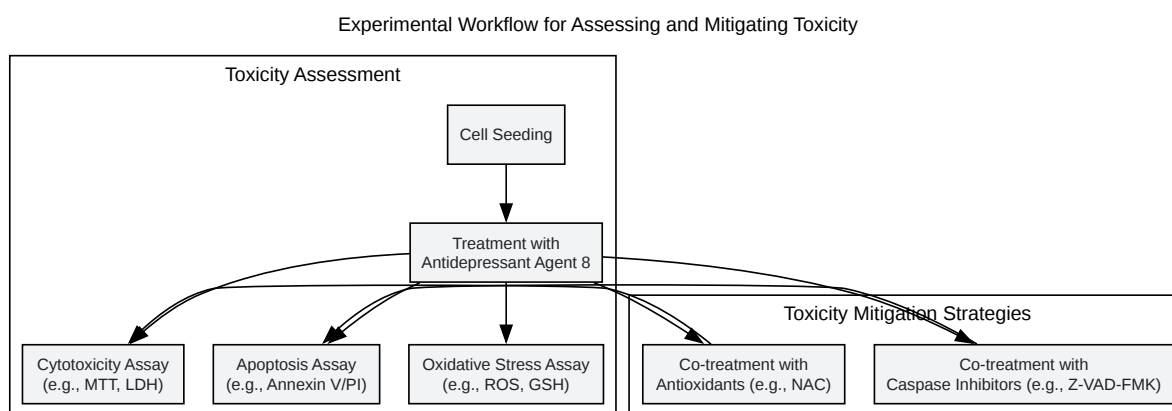 Experimental Workflow for Assessing and Mitigating Toxicity
Toxicity Assessment
Cell Seeding
Treatment with
Antidepressant Agent 8
Toxicity Mitigation Strategies
Cytotoxicity Assay
(e.g., MTT, LDH)
Apoptosis Assay
(e.g., Annexin V/PI)
Oxidative Stress Assay
(e.g., ROS, GSH)
Co-treatment with
Antioxidants (e.g., NAC)
Co-treatment with
Caspase Inhibitors (e.g., Z-VAD-FMK)